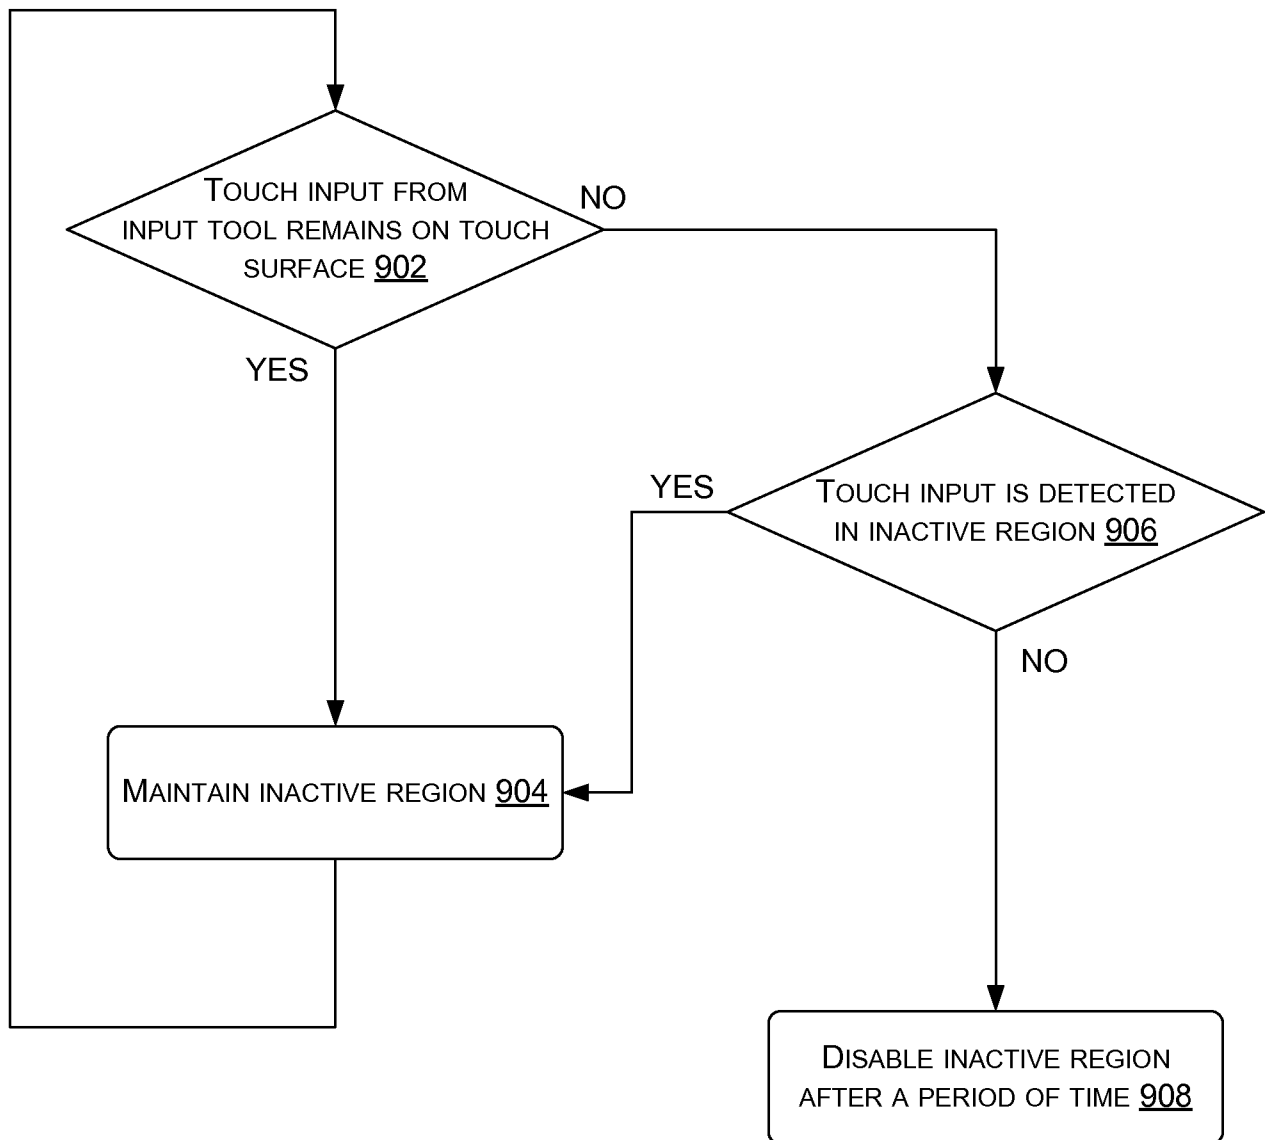 TOUCH INPUT FROM
INPUT TOOL REMAINS ON TOUCH
SURFACE 902
NO
YES
YES
TOUCH INPUT IS DETECTED
IN INACTIVE REGION 906
NO
MAINTAIN INACTIVE REGION 904
DISABLE INACTIVE REGION
AFTER A PERIOD OF TIME 908